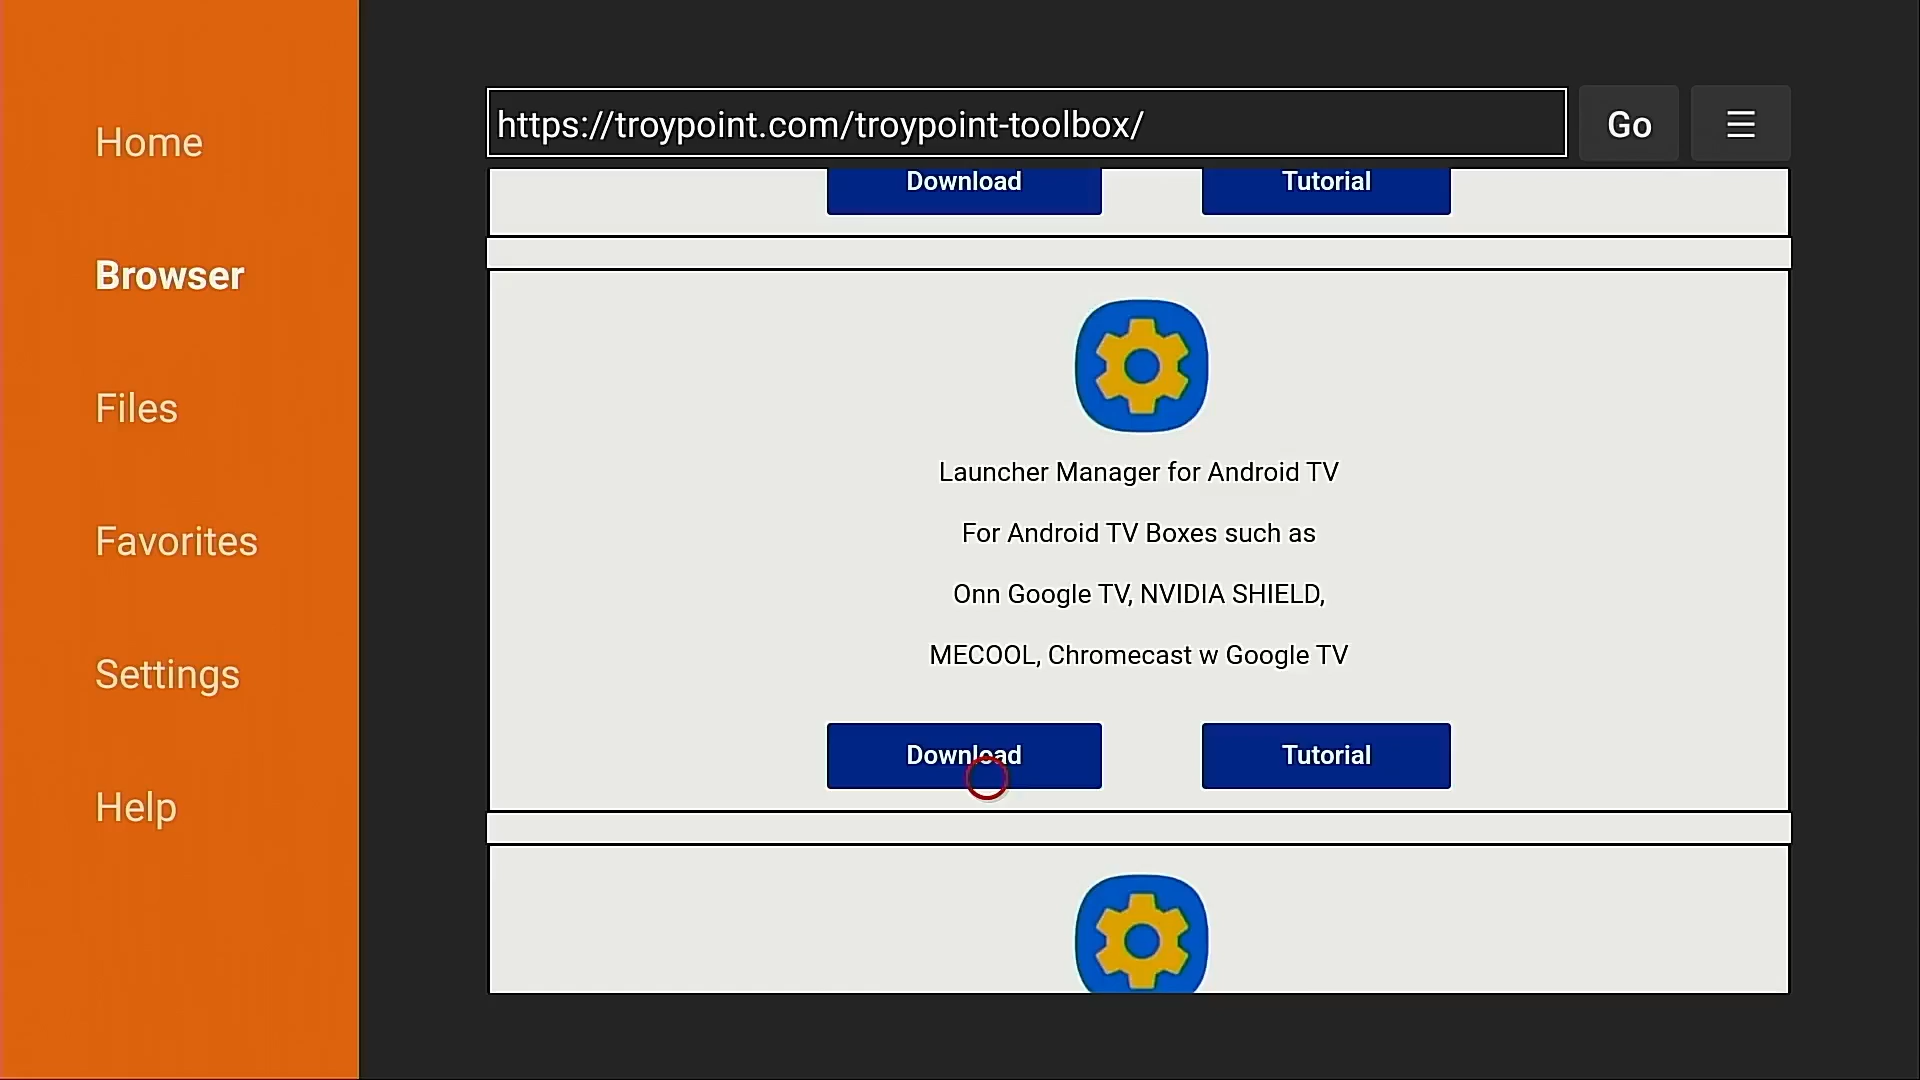 Home
Browser
Files
Favorites
Settings
Help
https://troypoint.com/troypoint-toolbox/
Go
Download
Tutorial
Launcher Manager for Android TV
For Android TV Boxes such as
Onn Google TV, NVIDIA SHIELD,
MECOOL, Chromecast w Google TV
Download
Tutorial